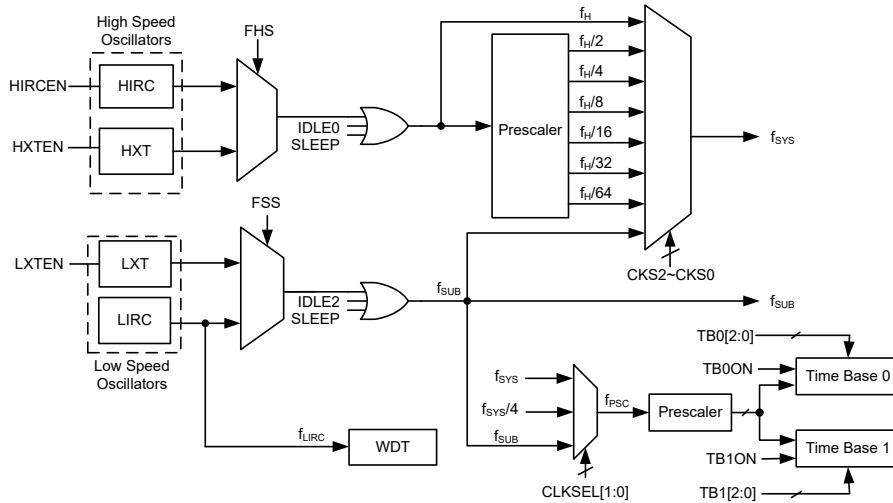 High Speed
Oscillators
FHS
HIRCEN
HIRC
HXTEN
HXT
IDLE0
SLEEP
Prescaler
fH
fH/2
fH/4
fH/8
fH/16
fH/32
fH/64
fSYS
CKS2~CKS0
FSS
LXTEN
LXT
LIRC
Low Speed
Oscillators
IDLE2
SLEEP
fSUB
fSUB
fLIRC
WDT
fSYS
fSYS/4
fSUB
CLKSEL[1:0]
fPSC
Prescaler
TB0[2:0]
TB0ON
Time Base 0
Time Base 1
TB1ON
TB1[2:0]